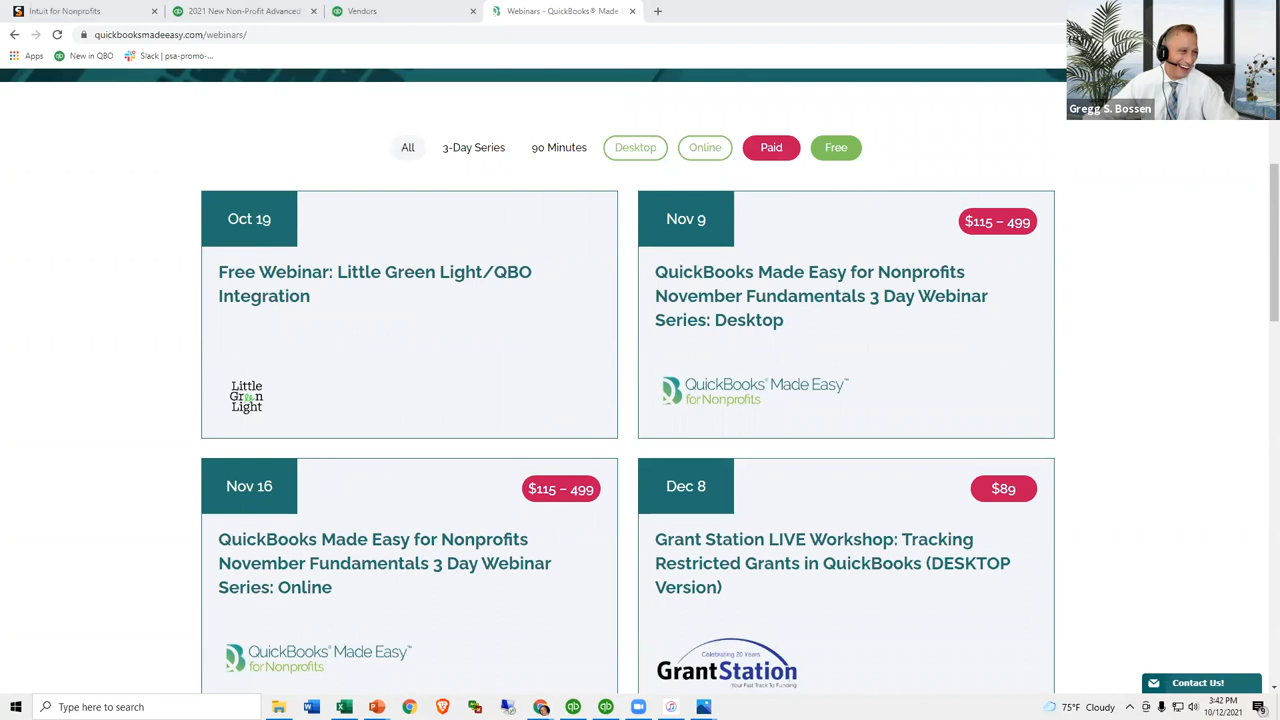 Intuit for Nonprofits
2021 New Non-Profit Advanced
Vendors
Webinars - QuickBooks® Made
quickbooksmadeeasy.com/webinars/
Apps
New in QBO
Slack | psa-promo-...
Gregg S. Bossen
All
3-Day Series
90 Minutes
Desktop
Online
Paid
Free
Oct 19
Free Webinar: Little Green Light/QBO
Integration
Little
Green
Light
Nov 9
$115 – 499
QuickBooks Made Easy for Nonprofits
November Fundamentals 3 Day Webinar
Series: Desktop
QuickBooks® Made Easy™
for Nonprofits
Nov 16
$115 – 499
QuickBooks Made Easy for Nonprofits
November Fundamentals 3 Day Webinar
Series: Online
QuickBooks® Made Easy™
for Nonprofits
Dec 8
$89
Grant Station LIVE Workshop: Tracking
Restricted Grants in QuickBooks (DESKTOP
Version)
Celebrating 20 Years
GrantStation
Your Fast Track To Funding
Contact Us!
Type here to search
75°F Cloudy
3:42 PM
10/12/2021